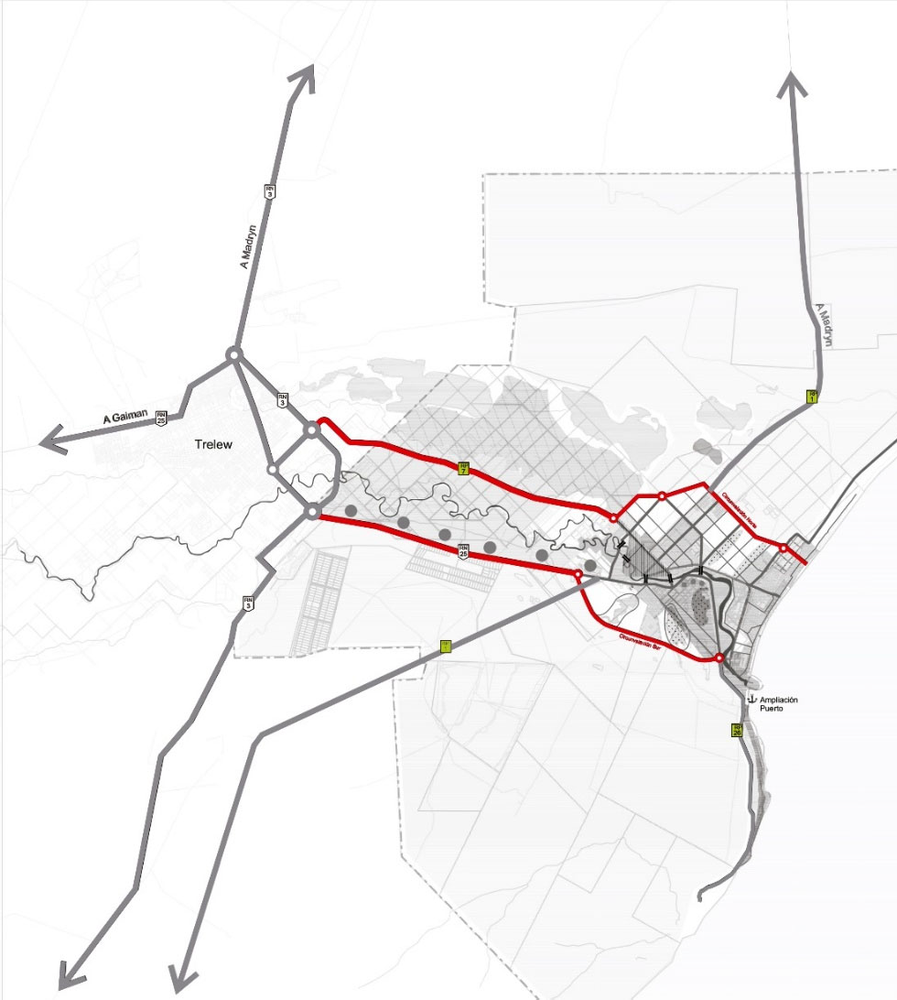 RN
3
A Madryn
A Madryn
RP
1
RN
3
A Gaiman
RN
25
Trelew
RP
7
Circunvalación Norte
RN
25
RN
3
Circunvalación Sur
RP
1
Ampliación
Puerto
RP
26